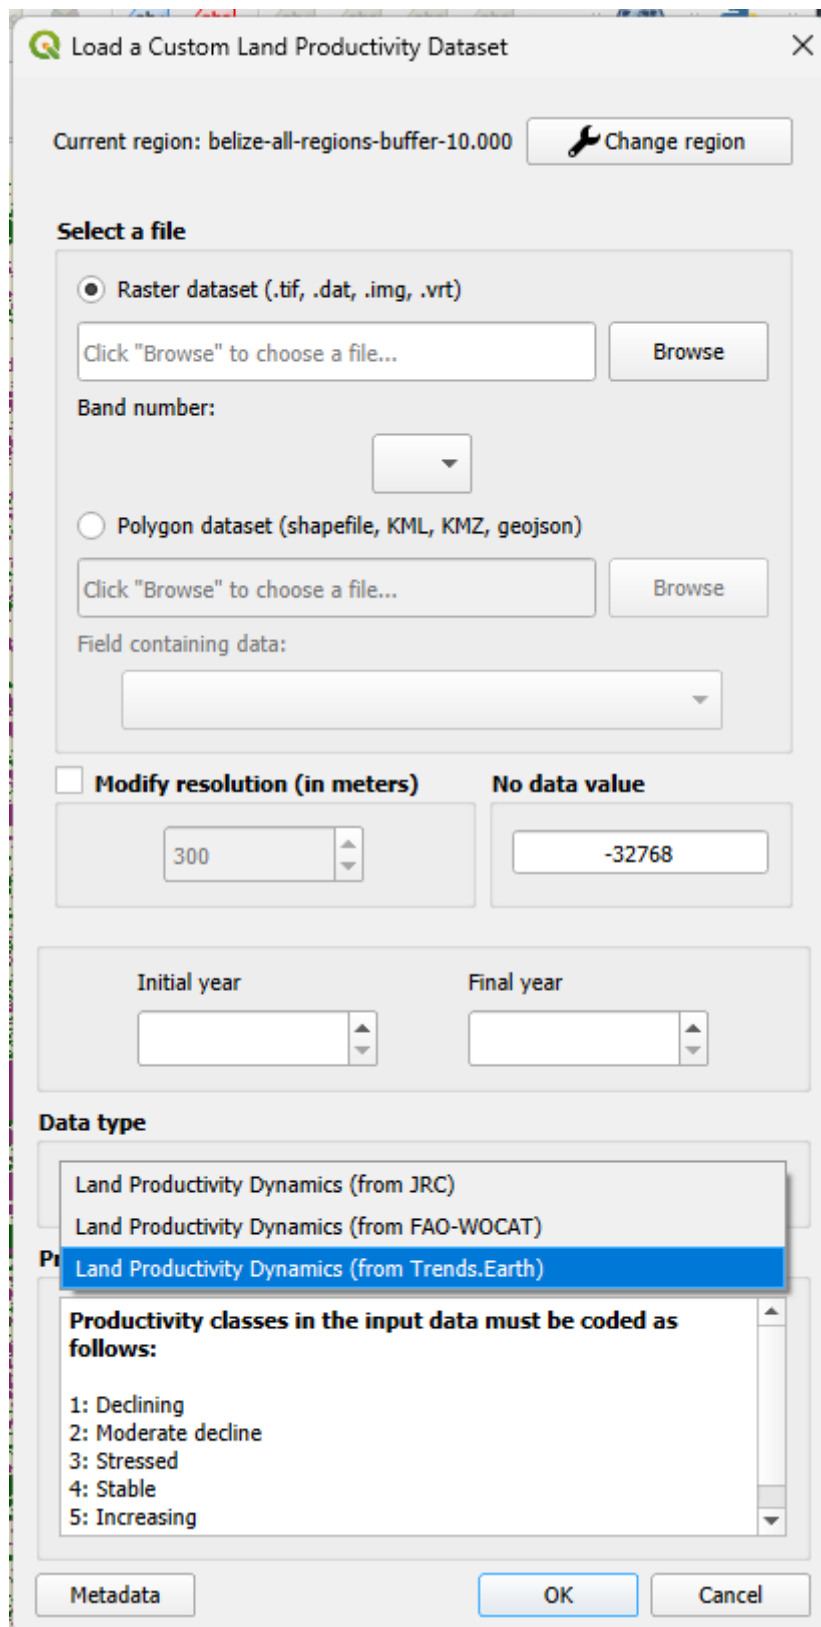 Load a Custom Land Productivity Dataset
Current region: belize-all-regions-buffer-10.000
Change region
Select a file
Raster dataset (.tif, .dat, .img, .vrt)
Click "Browse" to choose a file...
Browse
Band number:
Polygon dataset (shapefile, KML, KMZ, geojson)
Click "Browse" to choose a file...
Browse
Field containing data:
Modify resolution (in meters)
No data value
300
-32768
Initial year
Final year
Data type
Land Productivity Dynamics (from JRC)
Land Productivity Dynamics (from FAO-WOCAT)
Land Productivity Dynamics (from Trends.Earth)
Productivity classes in the input data must be coded as
follows:
1: Declining
2: Moderate decline
3: Stressed
4: Stable
5: Increasing
Metadata
OK
Cancel